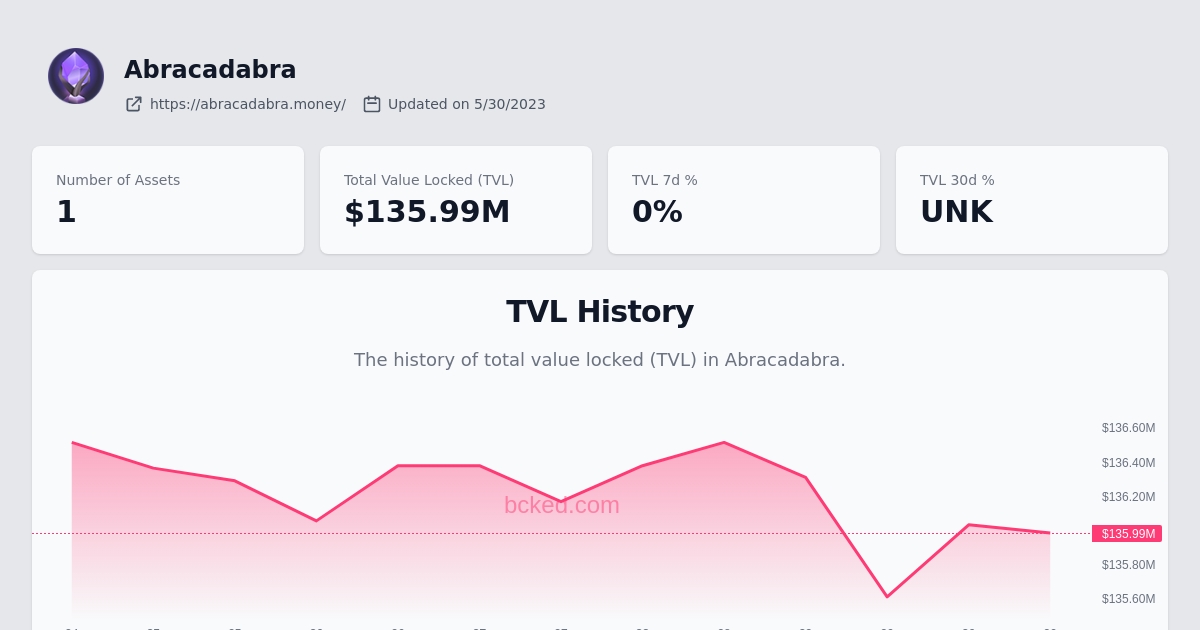 Abracadabra
https://abracadabra.money/ Updated on 5/30/2023
Number of Assets
1
Total Value Locked (TVL)
$135.99M
TVL 7d %
0%
TVL 30d %
UNK
TVL History
The history of total value locked (TVL) in Abracadabra.
$136.60M
$136.40M
$136.20M
bcked.com
$135.99M
$135.80M
$135.60M